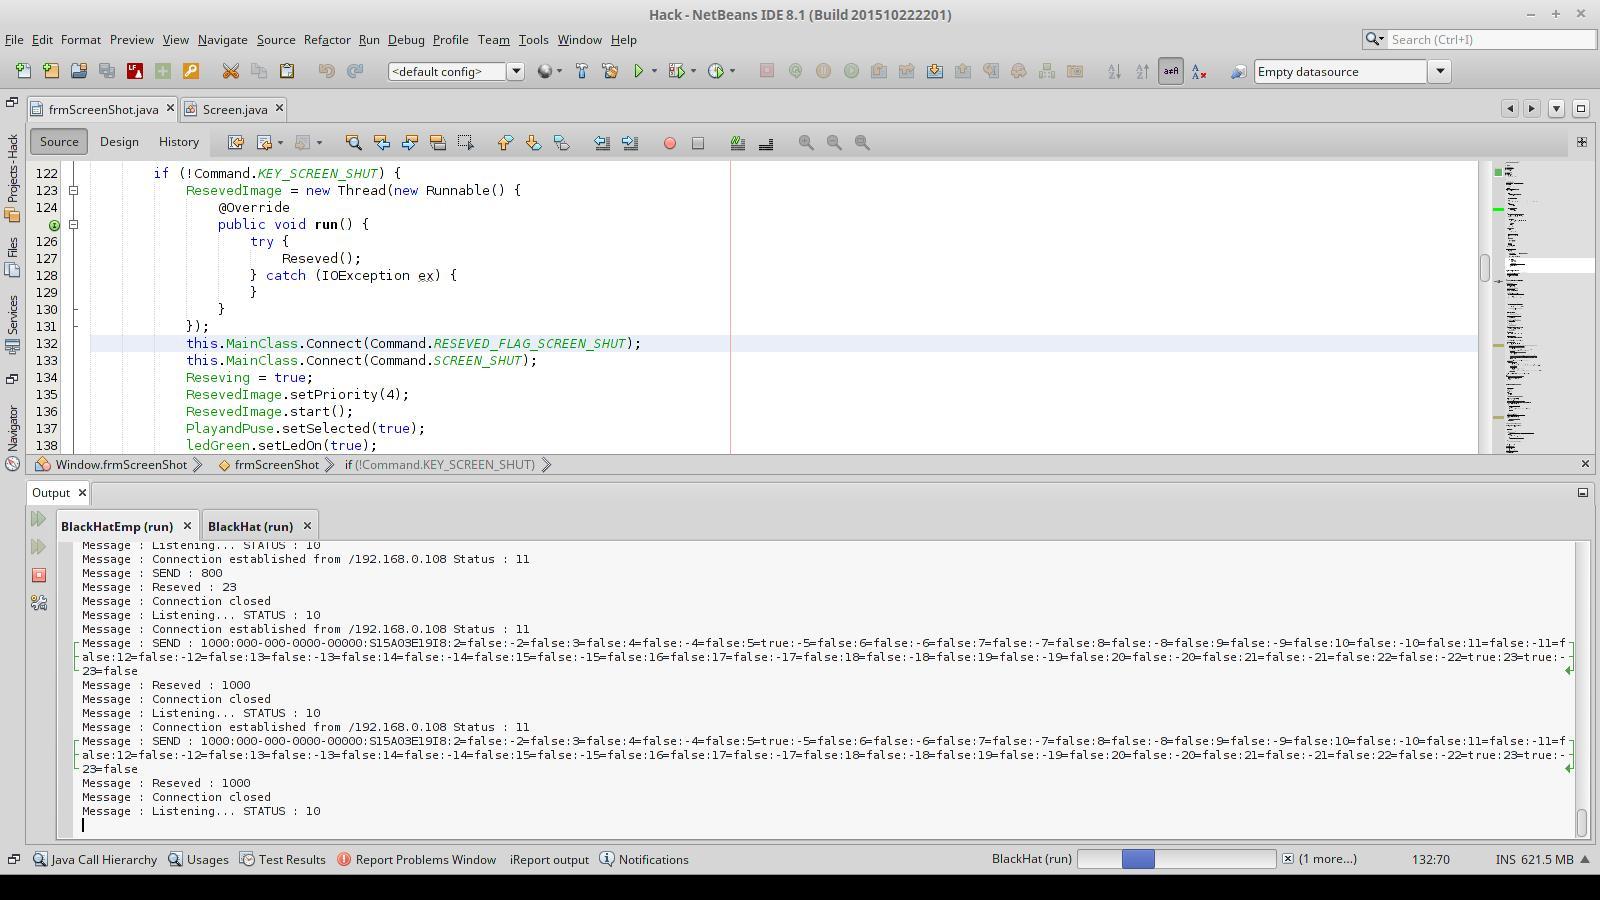 Hack - NetBeans IDE 8.1 (Build 201510222201)
File Edit Format Preview View Navigate Source Refactor Run Debug Profile Team Tools Window Help
Search (Ctrl+I)
<default config>
Empty datasource
frmScreenShot.java
Screen.java
Source Design History
Projects - Hack
Files
Services
Navigator
122 if (!Command.KEY_SCREEN_SHUT) {
123 ResevedImage = new Thread(new Runnable() {
124 @Override
public void run() {
126 try {
127 Reseved();
128 } catch (IOException ex) {
129 }
130 }
131 });
132 this.MainClass.Connect(Command.RESEVED_FLAG_SCREEN_SHUT);
133 this.MainClass.Connect(Command.SCREEN_SHUT);
134 Reseving = true;
135 ResevedImage.setPriority(4);
136 ResevedImage.start();
137 PlayandPuse.setSelected(true);
138 ledGreen.setLedOn(true);
Window.frmScreenShot frmScreenShot if (!Command.KEY_SCREEN_SHUT)
Output
BlackHatEmp (run) BlackHat (run)
Message : Listening... STATUS : 10
Message : Connection established from /192.168.0.108 Status : 11
Message : SEND : 800
Message : Reseved : 23
Message : Connection closed
Message : Listening... STATUS : 10
Message : Connection established from /192.168.0.108 Status : 11
Message : SEND : 1000:000-000-0000-00000:S15A03E19I8:2=false:-2=false:3=false:4=false:-4=false:5=true:-5=false:6=false:-6=false:7=false:-7=false:8=false:-8=false:9=false:-9=false:10=false:-10=false:11=false:-11=f
alse:12=false:-12=false:13=false:-13=false:14=false:-14=false:15=false:-15=false:16=false:17=false:-17=false:18=false:-18=false:19=false:-19=false:20=false:-20=false:21=false:-21=false:22=false:-22=true:23=true:-
23=false
Message : Reseved : 1000
Message : Connection closed
Message : Listening... STATUS : 10
Message : Connection established from /192.168.0.108 Status : 11
Message : SEND : 1000:000-000-0000-00000:S15A03E19I8:2=false:-2=false:3=false:4=false:-4=false:5=true:-5=false:6=false:-6=false:7=false:-7=false:8=false:-8=false:9=false:-9=false:10=false:-10=false:11=false:-11=f
alse:12=false:-12=false:13=false:-13=false:14=false:-14=false:15=false:-15=false:16=false:17=false:-17=false:18=false:-18=false:19=false:-19=false:20=false:-20=false:21=false:-21=false:22=false:-22=true:23=true:-
23=false
Message : Reseved : 1000
Message : Connection closed
Message : Listening... STATUS : 10
Java Call Hierarchy Usages Test Results Report Problems Window iReport output Notifications
BlackHat (run) (1 more...) 132:70 INS 621.5 MB